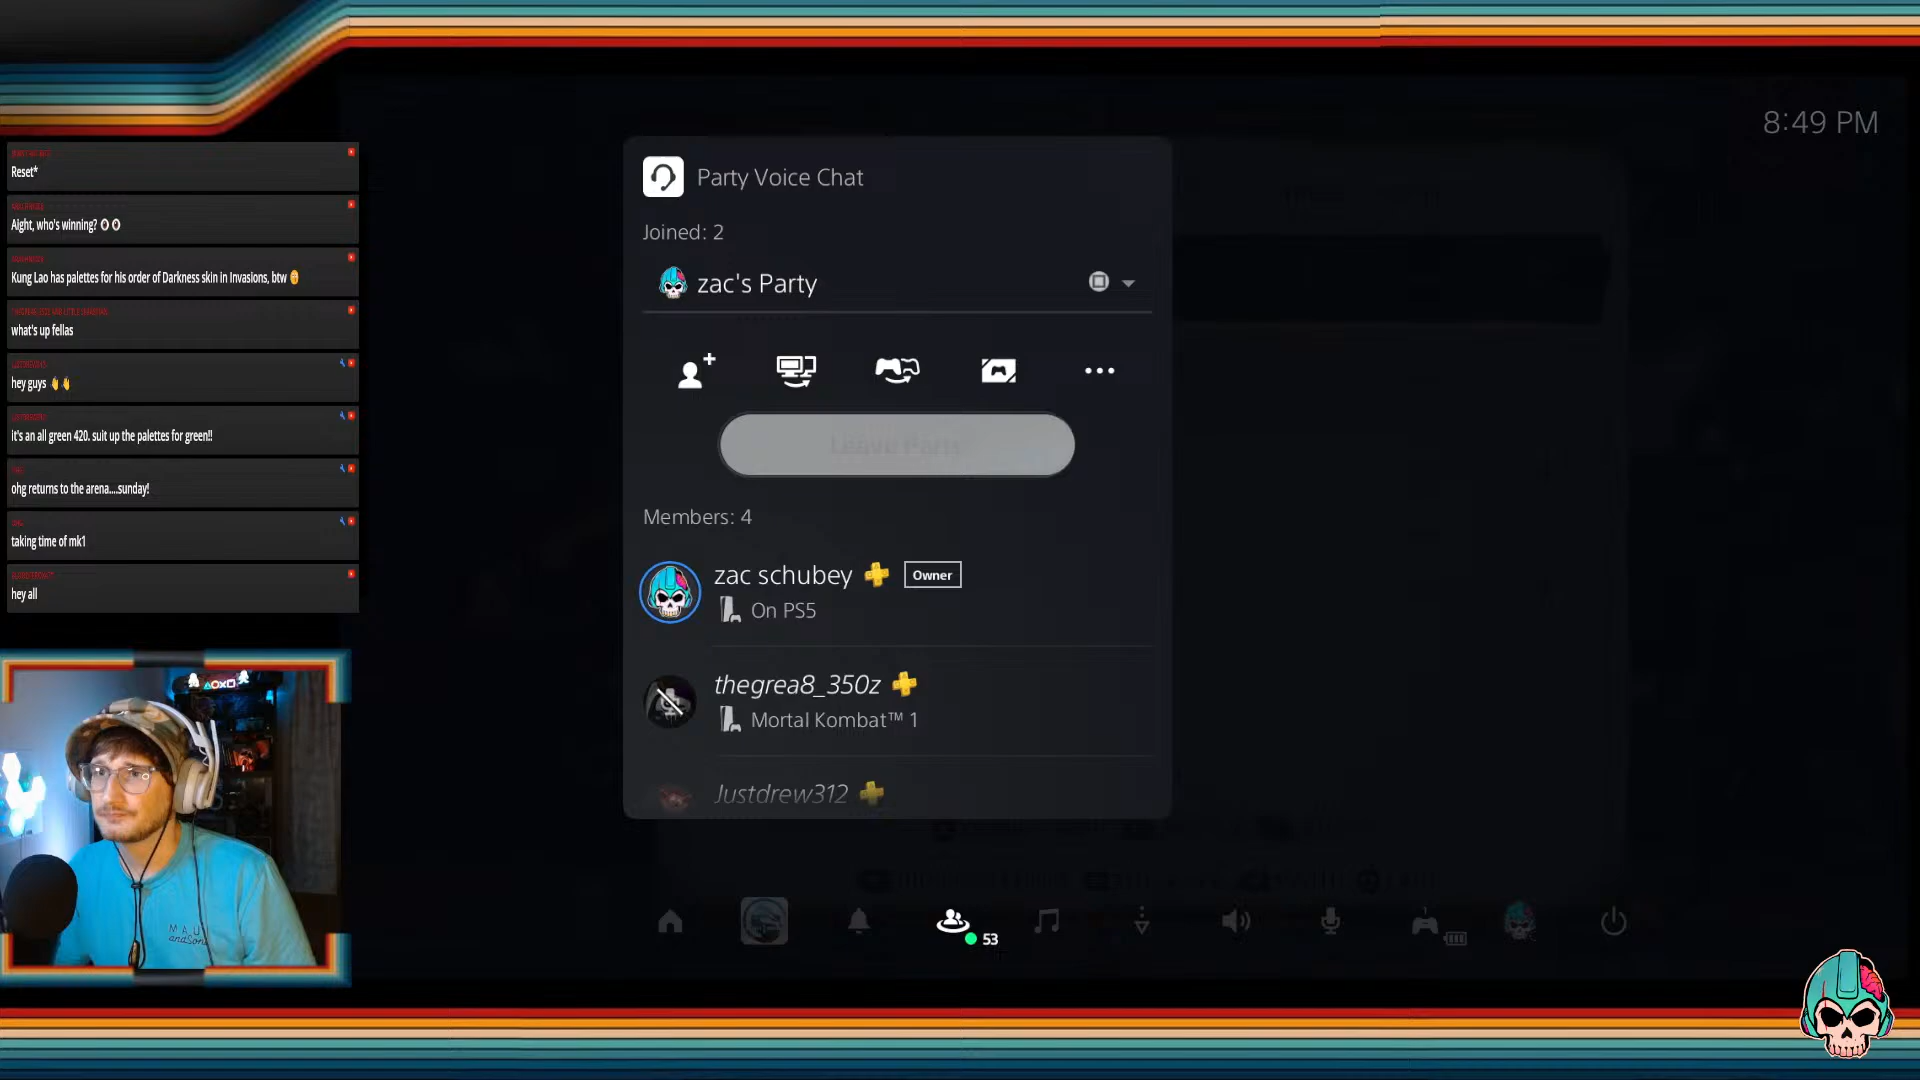 8:49 PM
Reset*
Aight, who's winning?
Kung Lao has palettes for his order of Darkness skin in Invasions, btw
what's up fellas
hey guys
it's an all green 420. suit up the palettes for green!!
ohg returns to the arena....sunday!
taking time of mk1
hey all
Party Voice Chat
Joined: 2
zac's Party
Leave Party
Members: 4
zac schubey
Owner
On PS5
thegrea8_350z
Mortal Kombat™ 1
Justdrew312
53